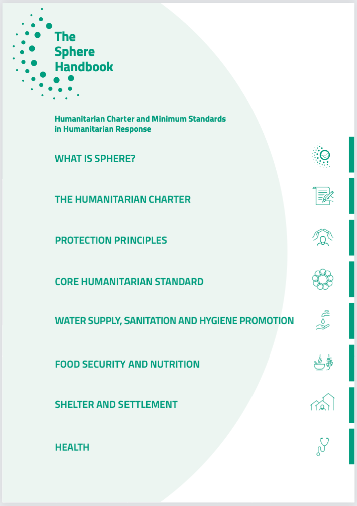 The
Sphere
Handbook
Humanitarian Charter and Minimum Standards
in Humanitarian Response
WHAT IS SPHERE?
THE HUMANITARIAN CHARTER
PROTECTION PRINCIPLES
CORE HUMANITARIAN STANDARD
WATER SUPPLY, SANITATION AND HYGIENE PROMOTION
FOOD SECURITY AND NUTRITION
SHELTER AND SETTLEMENT
HEALTH